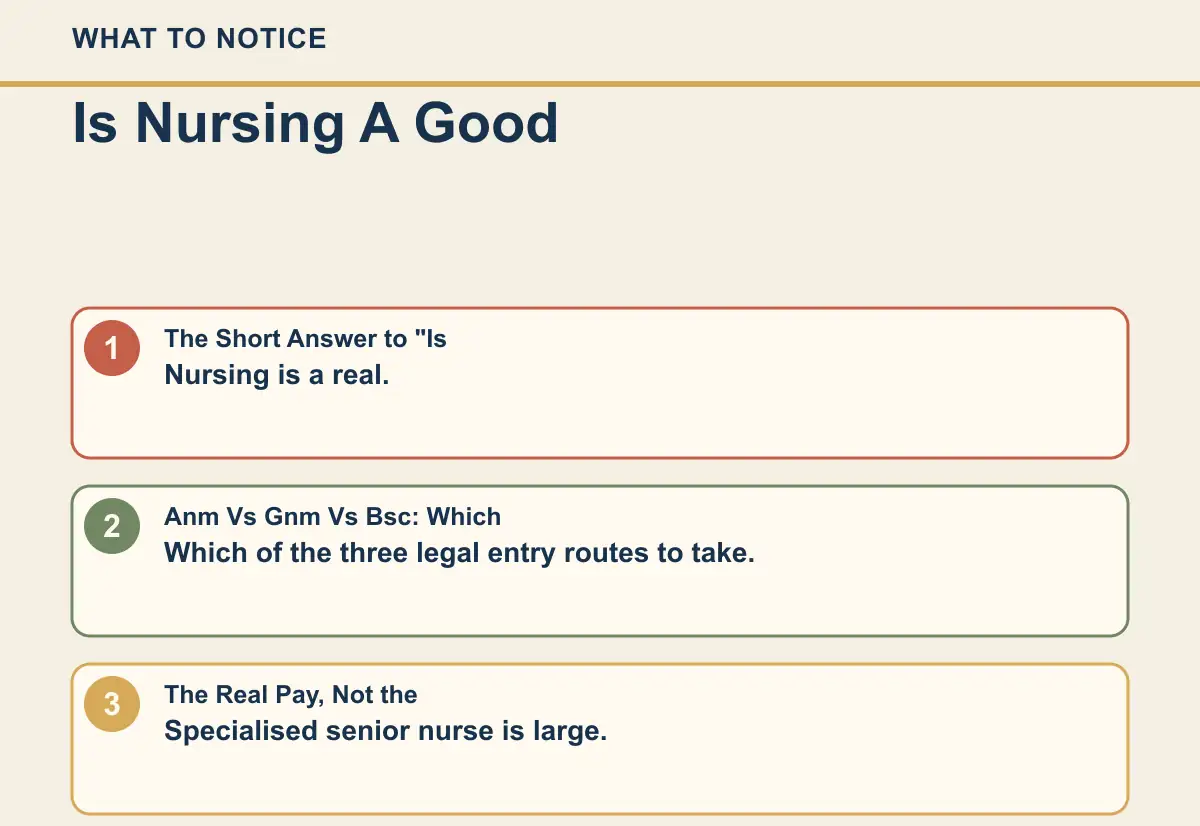 WHAT TO NOTICE
Is Nursing A Good
1
The Short Answer to "Is
Nursing is a real.
2
Anm Vs Gnm Vs Bsc: Which
Which of the three legal entry routes to take.
3
The Real Pay, Not the
Specialised senior nurse is large.